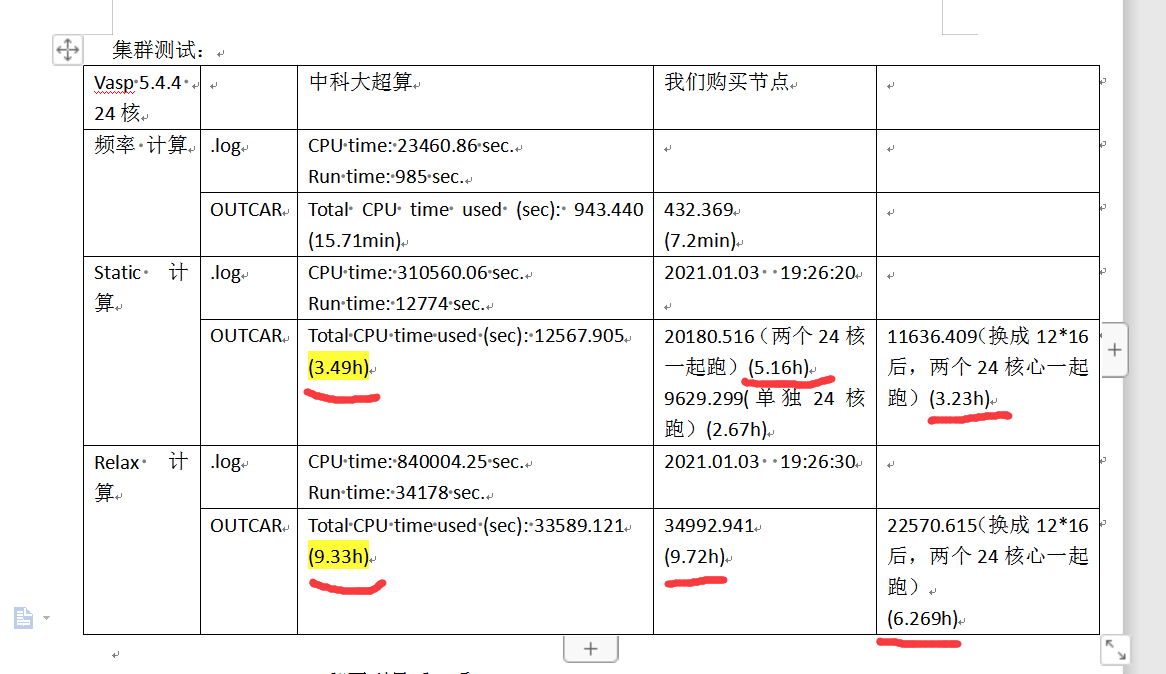 集群测试：
Vasp 5.4.4
24 核
中科大超算
我们购买节点
频率 计算
.log
CPU time: 23460.86 sec.
Run time: 985 sec.
OUTCAR
Total CPU time used (sec): 943.440
(15.71min)
432.369
(7.2min)
Static 计
算
.log
CPU time: 310560.06 sec.
Run time: 12774 sec.
2021.01.03 19:26:20
OUTCAR
Total CPU time used (sec): 12567.905
(3.49h)
20180.516（两个 24 核
一起跑）(5.16h)
9629.299(单独 24 核
跑）(2.67h)
11636.409（换成 12*16
后，两个 24 核心一起
跑）(3.23h)
Relax 计
算
.log
CPU time: 840004.25 sec.
Run time: 34178 sec.
2021.01.03 19:26:30
OUTCAR
Total CPU time used (sec): 33589.121
(9.33h)
34992.941
(9.72h)
22570.615（换成 12*16
后，两个 24 核心一起
跑）
(6.269h)